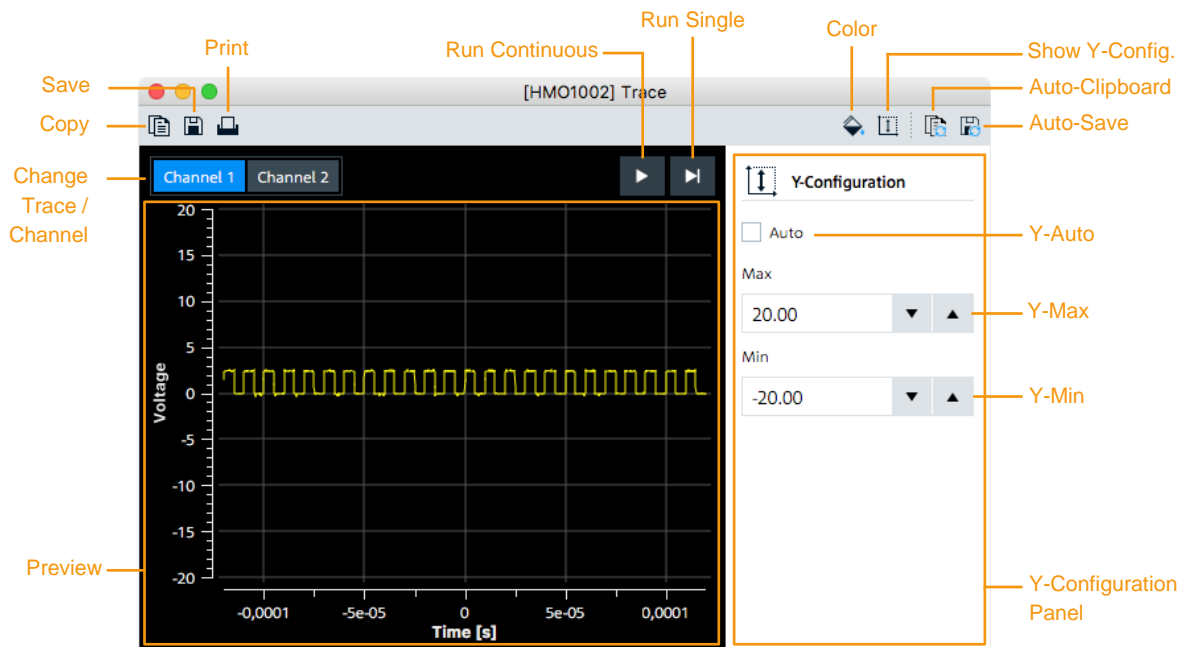 Run Single
Color
Print
Run Continuous
Show Y-Config.
Save
[HMO1002] Trace
Auto-Clipboard
Copy
Auto-Save
Change
Trace /
Channel
Channel 1
Channel 2
Y-Configuration
20
15
10
5
0
-5
-10
-15
-20
Voltage
-0,0001
-5e-05
0
5e-05
0,0001
Time [s]
Auto
Y-Auto
Max
20.00
Y-Max
Min
-20.00
Y-Min
Preview
Y-Configuration
Panel